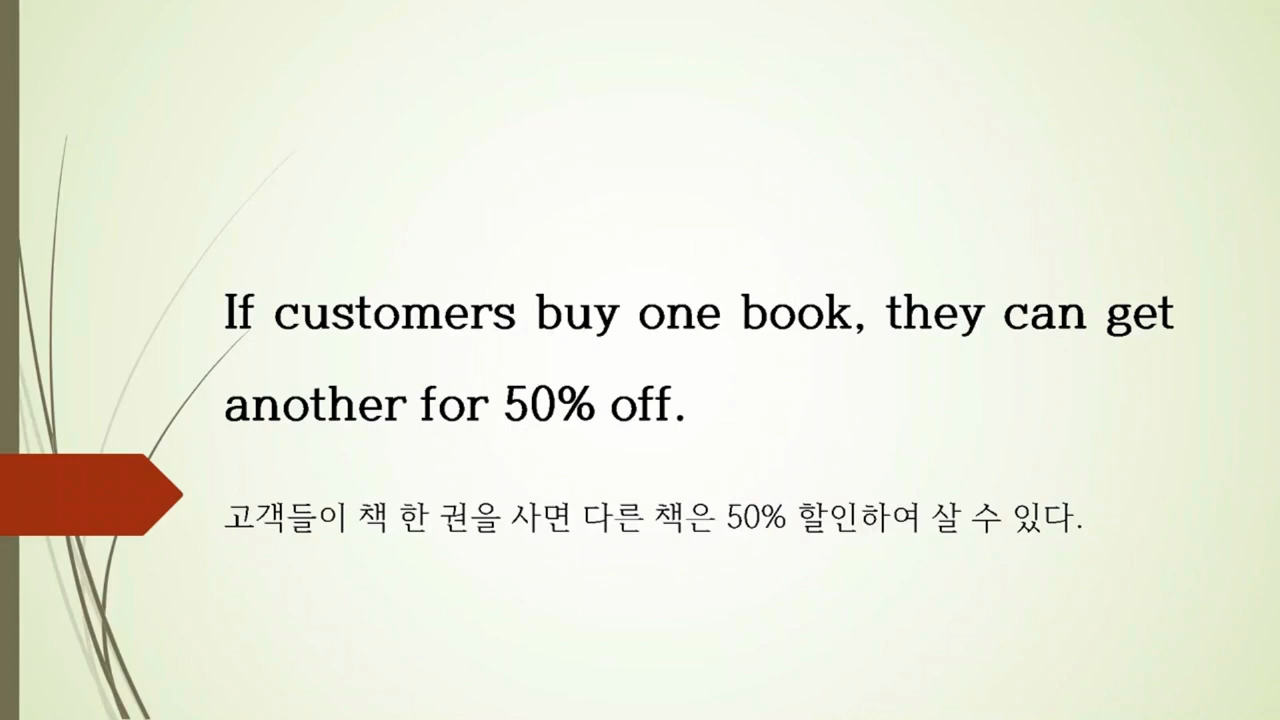 If customers buy one book, they can get
another for 50% off.
고객들이 책 한 권을 사면 다른 책은 50% 할인하여 살 수 있다.